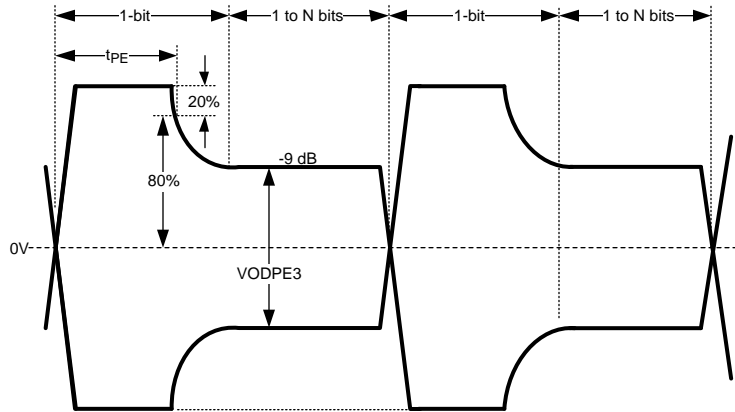 1-bit
1 to N bits
1-bit
1 to N bits
tPE
20%
-9 dB
80%
0V
VODPE3